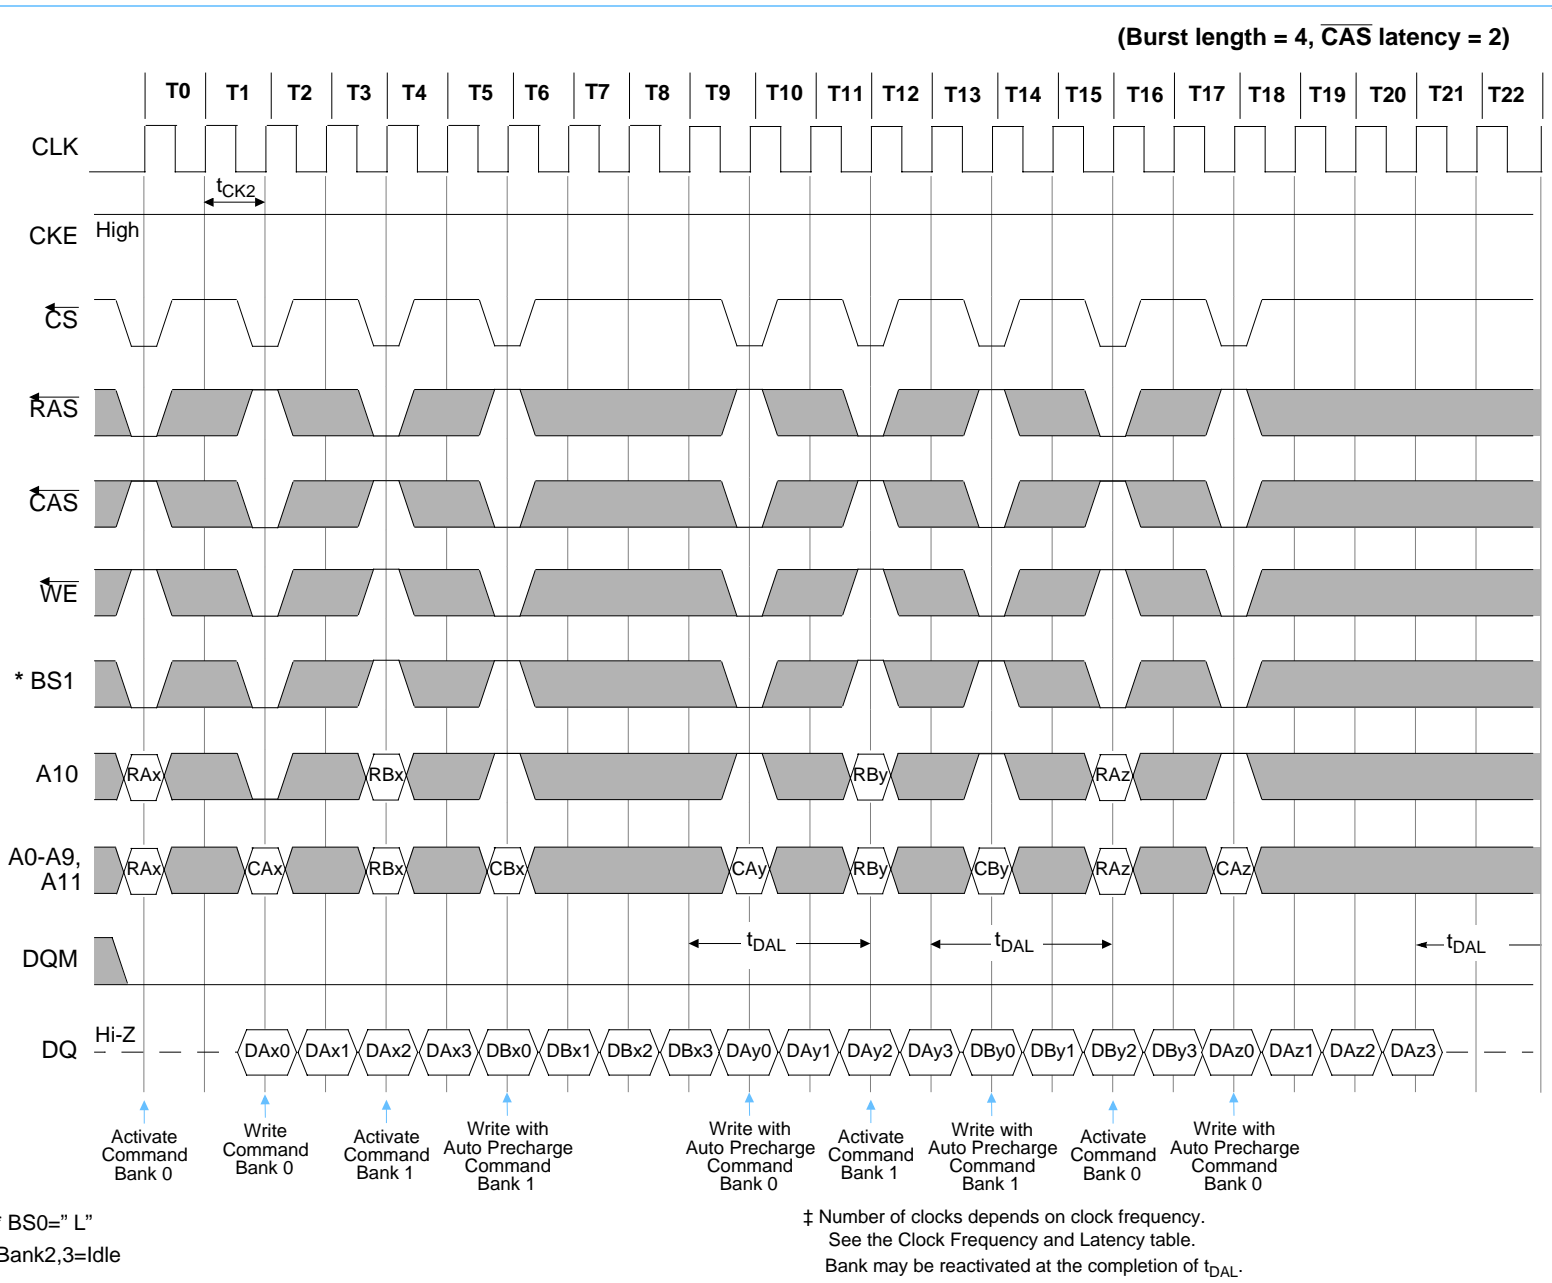 (Burst length = 4, CAS latency = 2)
T0 T1 T2 T3 T4 T5 T6 T7 T8 T9 T10 T11 T12 T13 T14 T15 T16 T17 T18 T19 T20 T21 T22
CLK
tCK2
CKE High
CS
RAS
CAS
WE
* BS1
A10 RAx RBx RBy RAz
A0-A9,
A11
RAx CAx RBx CBx CAy RBy CBy RAz CAz
DQM tDAL tDAL tDAL
Hi-Z
DQ DAx0 DAx1 DAx2 DAx3 DBx0 DBx1 DBx2 DBx3 DAy0 DAy1 DAy2 DAy3 DBy0 DBy1 DBy2 DBy3 DAz0 DAz1 DAz2 DAz3
Activate
Command
Bank 0
Write
Command
Bank 0
Activate
Command
Bank 1
Write with
Auto Precharge
Command
Bank 1
Write with
Auto Precharge
Command
Bank 0
Activate
Command
Bank 1
Write with
Auto Precharge
Command
Bank 1
Activate
Command
Bank 0
Write with
Auto Precharge
Command
Bank 0
* BS0=” L”
Bank2,3=Idle
‡ Number of clocks depends on clock frequency.
See the Clock Frequency and Latency table.
Bank may be reactivated at the completion of tDAL.